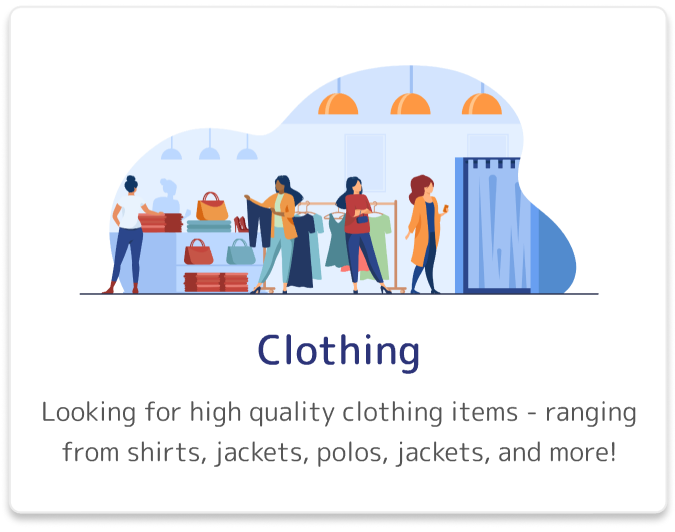 Clothing
Looking for high quality clothing items - ranging
from shirts, jackets, polos, jackets, and more!